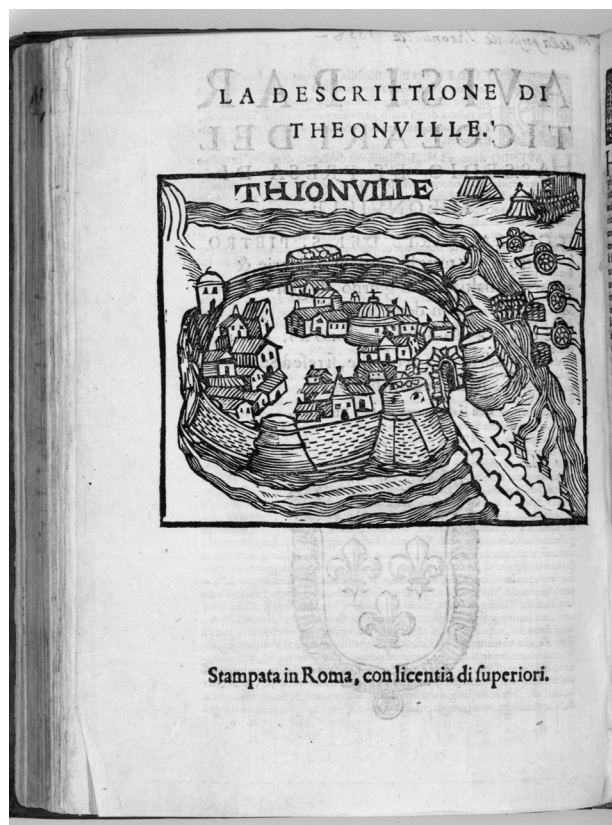 LA DESCRITTIONE DI
THEONVILLE.
THIONVILLE
Stampata in Roma, con licentia di ſuperiori.